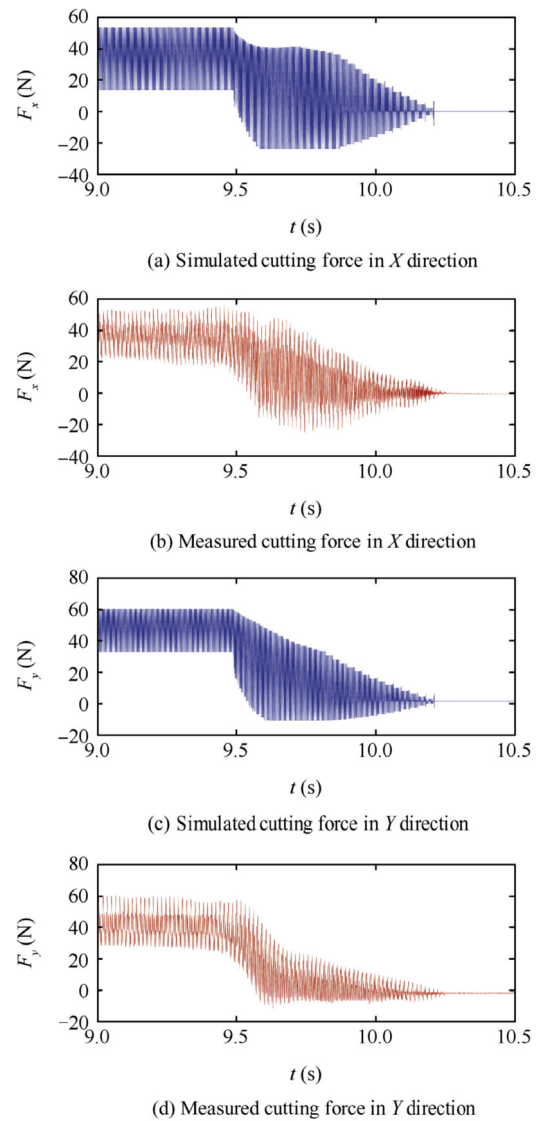 60
40
20
0
−20
−40
F_x (N)
9.0 9.5 10.0 10.5
t (s)
(a) Simulated cutting force in X direction
60
40
20
0
−20
−40
F_x (N)
9.0 9.5 10.0 10.5
t (s)
(b) Measured cutting force in X direction
80
60
40
20
0
−20
F_y (N)
9.0 9.5 10.0 10.5
t (s)
(c) Simulated cutting force in Y direction
80
60
40
20
0
−20
F_y (N)
9.0 9.5 10.0 10.5
t (s)
(d) Measured cutting force in Y direction